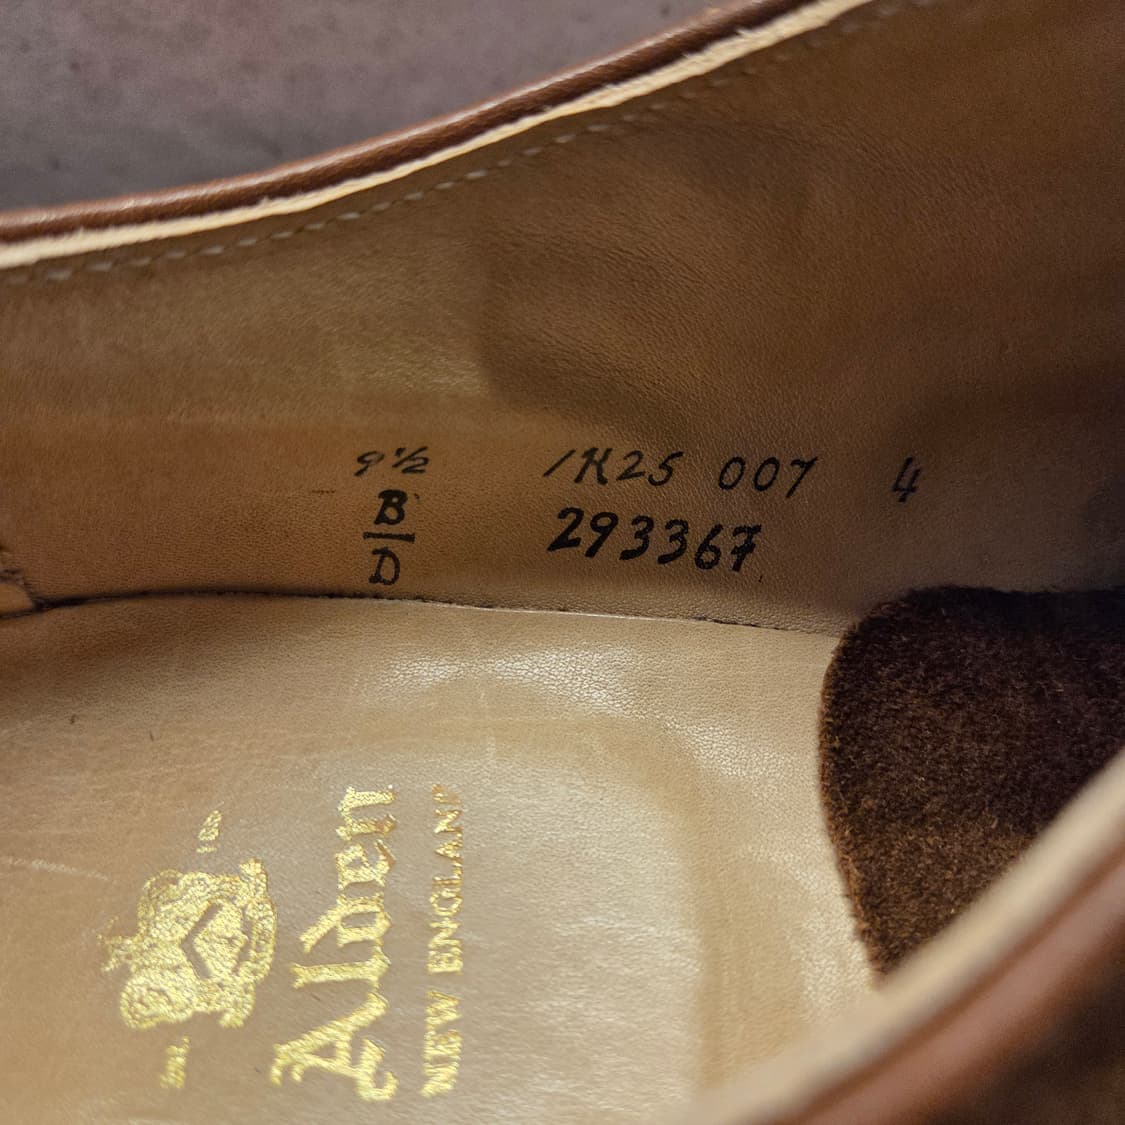 9½ 1K25 007 4
B 293367
D
Alden
NEW ENGLAND